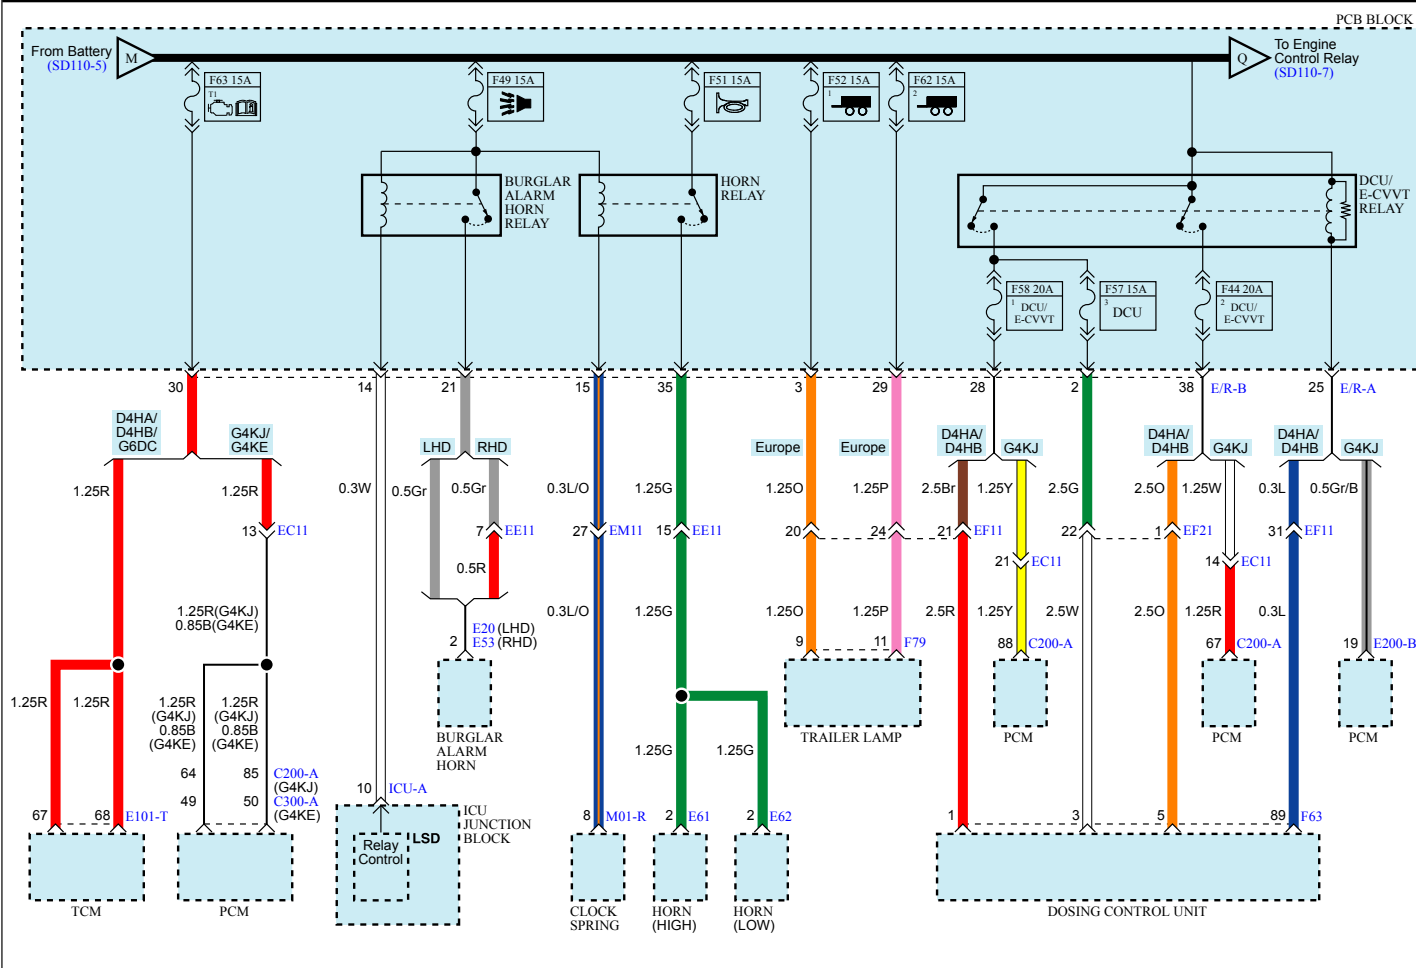 PCB BLOCK
From Battery
(SD110-5)
M
Q
To Engine
Control Relay
(SD110-7)
F63 15A
T1
F49 15A
F51 15A
F52 15A
1
F62 15A
2
BURGLAR
ALARM
HORN
RELAY
HORN
RELAY
DCU/
E-CVVT
RELAY
F58 20A
1 DCU/
E-CVVT
F57 15A
3 DCU
F44 20A
2 DCU/
E-CVVT
30
14
21
15
35
3
29
28
2
38
E/R-B
25
E/R-A
D4HA/
D4HB/
G6DC
G4KJ/
G4KE
LHD
RHD
Europe
Europe
D4HA/
D4HB
G4KJ
D4HA/
D4HB
G4KJ
D4HA/
D4HB
G4KJ
1.25R
1.25R
0.3W
0.5Gr
0.5Gr
0.3L/O
1.25G
1.25O
1.25P
2.5Br
1.25Y
2.5G
2.5O
1.25W
0.3L
0.5Gr/B
13
EC11
7
EE11
27
EM11
15
EE11
20
24
21
EF11
22
1
EF21
31
EF11
21
EC11
14
EC11
0.5R
1.25R(G4KJ)
0.85B(G4KE)
0.3L/O
1.25G
1.25O
1.25P
2.5R
1.25Y
2.5W
2.5O
1.25R
0.3L
2
E20 (LHD)
E53 (RHD)
9
11
F79
88
C200-A
67
C200-A
19
E200-B
1.25R
1.25R
1.25R
(G4KJ)
0.85B
(G4KE)
1.25R
(G4KJ)
0.85B
(G4KE)
BURGLAR
ALARM
HORN
TRAILER LAMP
PCM
PCM
PCM
1.25G
1.25G
64
85
C200-A
(G4KJ)
49
50
C300-A
(G4KE)
10
ICU-A
67
68
E101-T
8
M01-R
2
E61
2
E62
1
3
5
89
F63
ICU
JUNCTION
BLOCK
LSD
Relay
Control
TCM
PCM
CLOCK
SPRING
HORN
(HIGH)
HORN
(LOW)
DOSING CONTROL UNIT